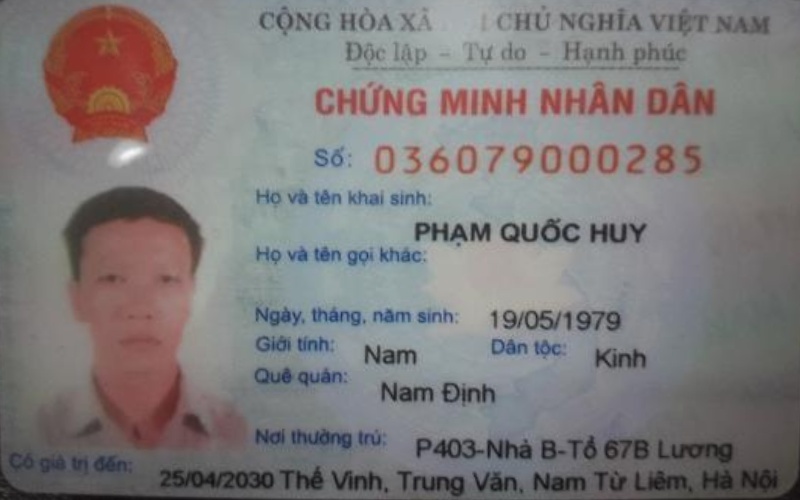 CỘNG HÒA XÃ CHỦ NGHĨA VIỆT NAM
Độc lập - Tự do - Hạnh phúc
CHỨNG MINH NHÂN DÂN
Số: 036079000285
Họ và tên khai sinh:
PHẠM QUỐC HUY
Họ và tên gọi khác:
Ngày, tháng, năm sinh: 19/05/1979
Giới tính: Nam Dân tộc: Kinh
Quê quán: Nam Định
Nơi thường trú: P403-Nhà B-Tổ 67B Lương
Có giá trị đến: 25/04/2030 Thế Vinh, Trung Văn, Nam Từ Liêm, Hà Nội